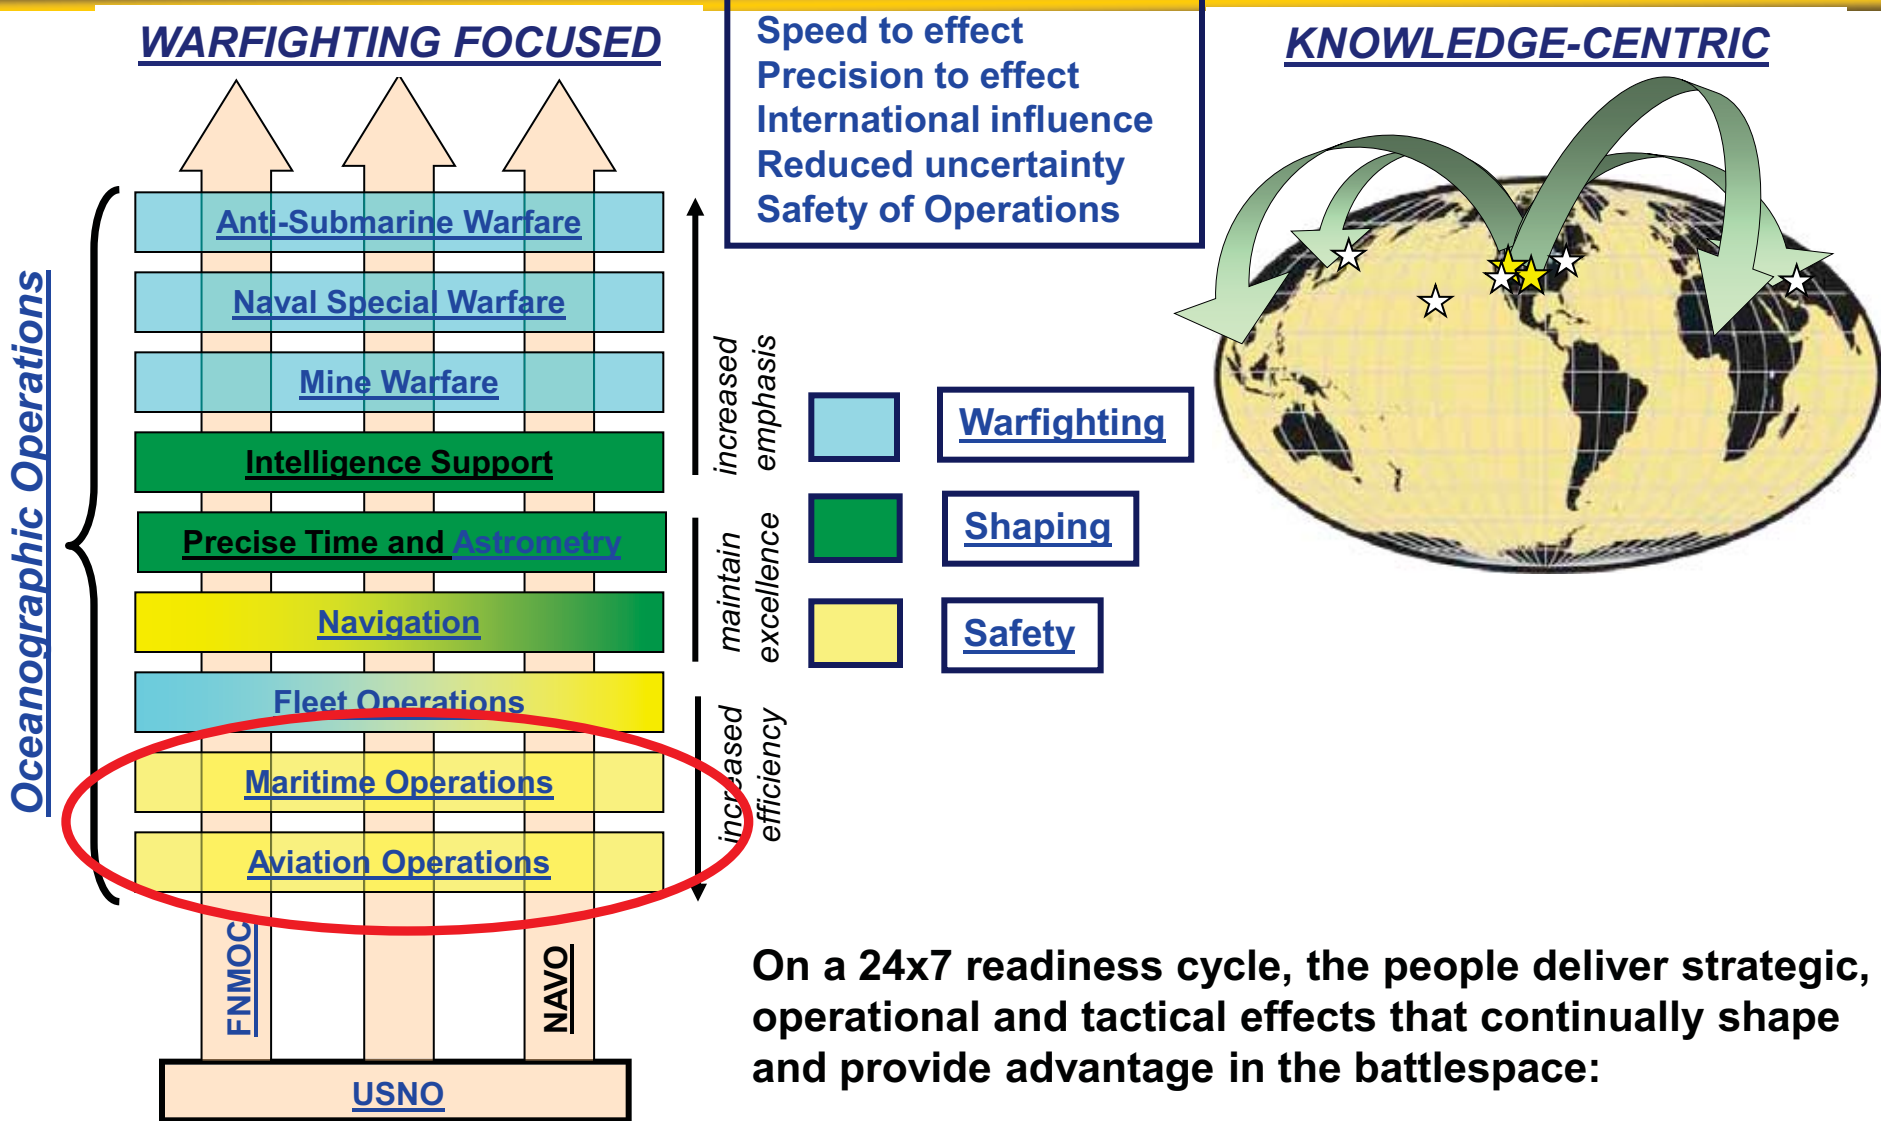 WARFIGHTING FOCUSED
Speed to effect
Precision to effect
International influence
Reduced uncertainty
Safety of Operations
KNOWLEDGE-CENTRIC
Oceanographic Operations
Anti-Submarine Warfare
Naval Special Warfare
Mine Warfare
Intelligence Support
Precise Time and Astrometry
Navigation
Fleet Operations
Maritime Operations
Aviation Operations
increased
emphasis
maintain
excellence
increased
efficiency
Warfighting
Shaping
Safety
FNMOC
NAVO
USNO
On a 24x7 readiness cycle, the people deliver strategic,
operational and tactical effects that continually shape
and provide advantage in the battlespace: